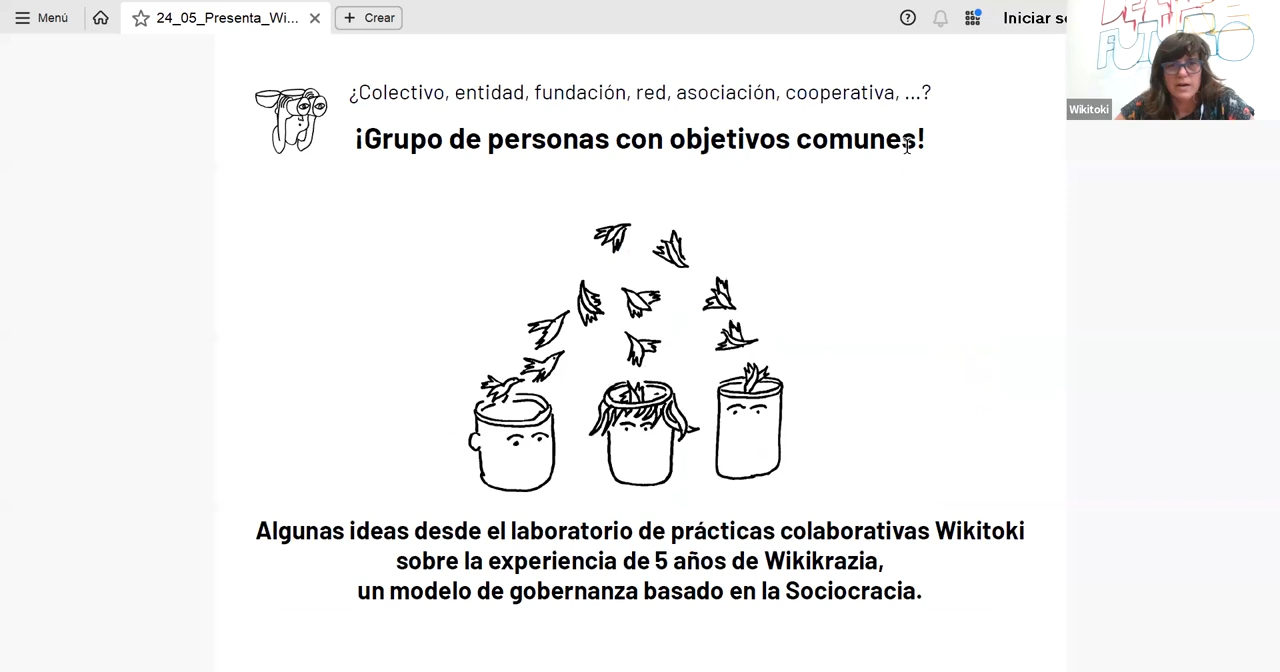 Menú
24_05_Presenta_Wi...
Crear
Iniciar s
FUTURO
Wikitoki
¿Colectivo, entidad, fundación, red, asociación, cooperativa, ...?
¡Grupo de personas con objetivos comunes!
Algunas ideas desde el laboratorio de prácticas colaborativas Wikitoki
sobre la experiencia de 5 años de Wikikrazia,
un modelo de gobernanza basado en la Sociocracia.